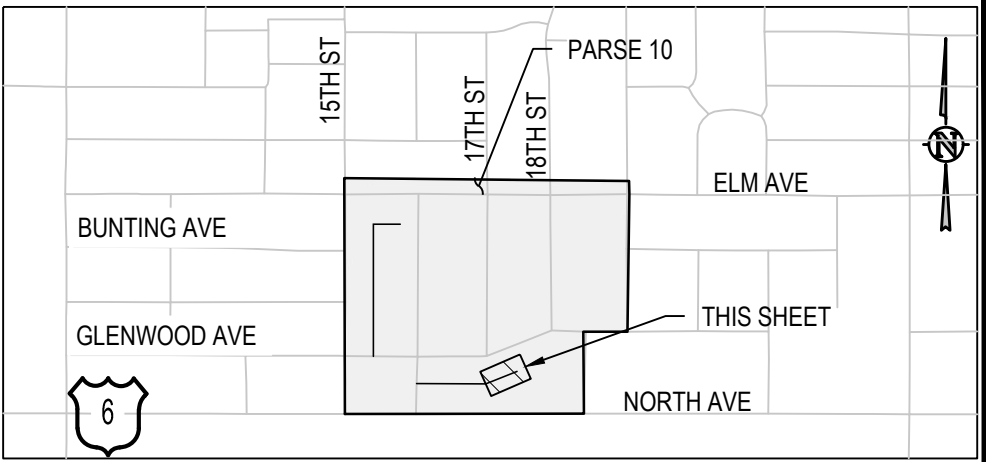 PARSE 10
15TH ST
17TH ST
18TH ST
N
ELM AVE
BUNTING AVE
THIS SHEET
GLENWOOD AVE
NORTH AVE
6